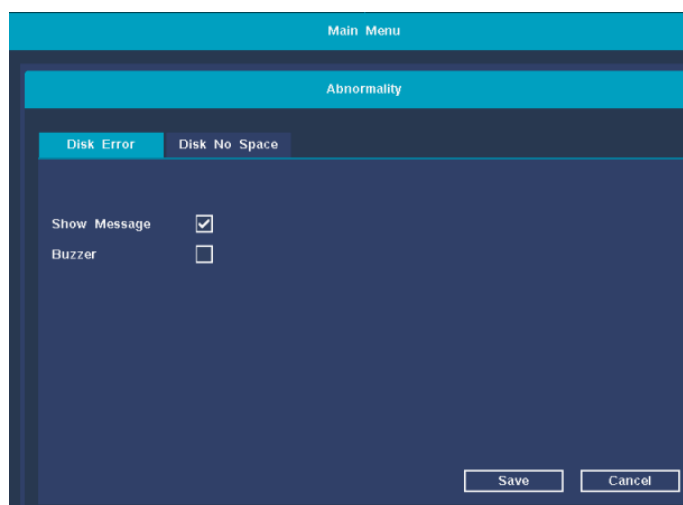 Main Menu
Abnormality
Disk Error Disk No Space
Show Message
Buzzer
Save Cancel